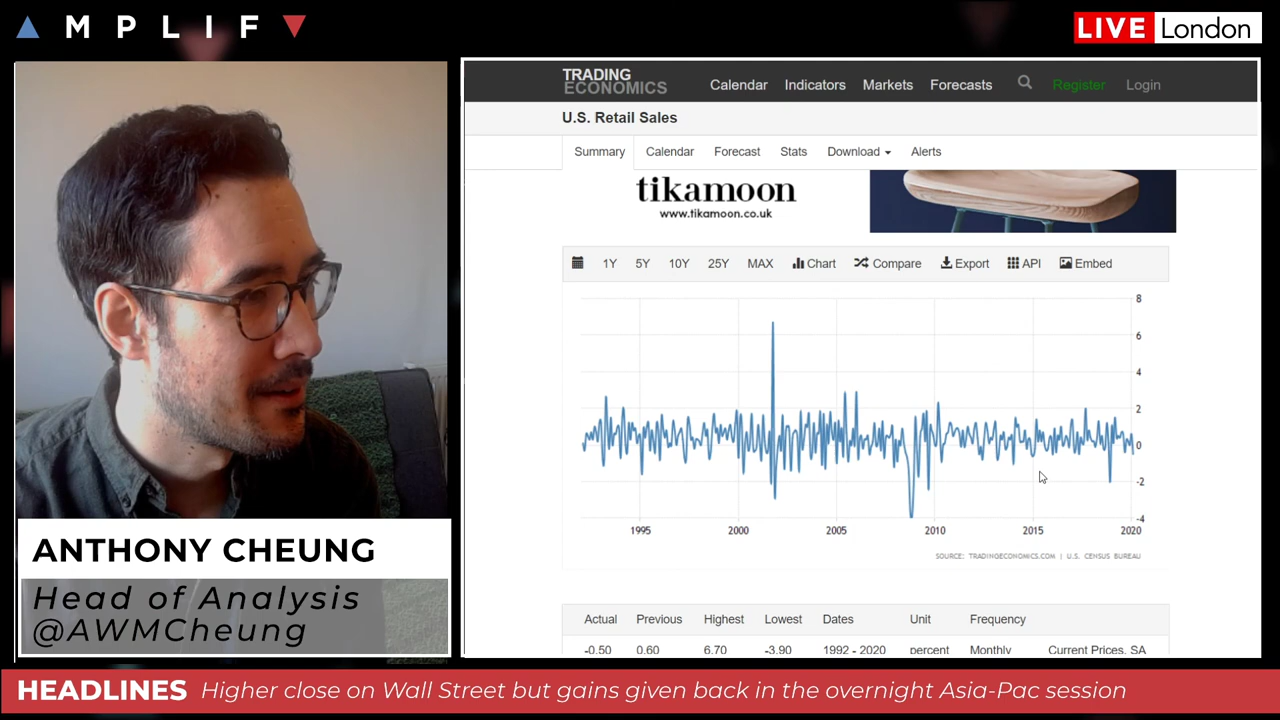 AMPLIFY
LIVE London
TRADING
ECONOMICS
Calendar Indicators Markets Forecasts Register Login
U.S. Retail Sales
Summary Calendar Forecast Stats Download Alerts
tikamoon
www.tikamoon.co.uk
1Y 5Y 10Y 25Y MAX Chart Compare Export API Embed
8
6
4
2
0
-2
-4
1995 2000 2005 2010 2015 2020
SOURCE: TRADINGECONOMICS.COM | U.S. CENSUS BUREAU
Actual Previous Highest Lowest Dates Unit Frequency
-0.50 0.60 6.70 -3.90 1992 - 2020 percent Monthly Current Prices, SA
ANTHONY CHEUNG
Head of Analysis
@AWMCheung
HEADLINES Higher close on Wall Street but gains given back in the overnight Asia-Pac session